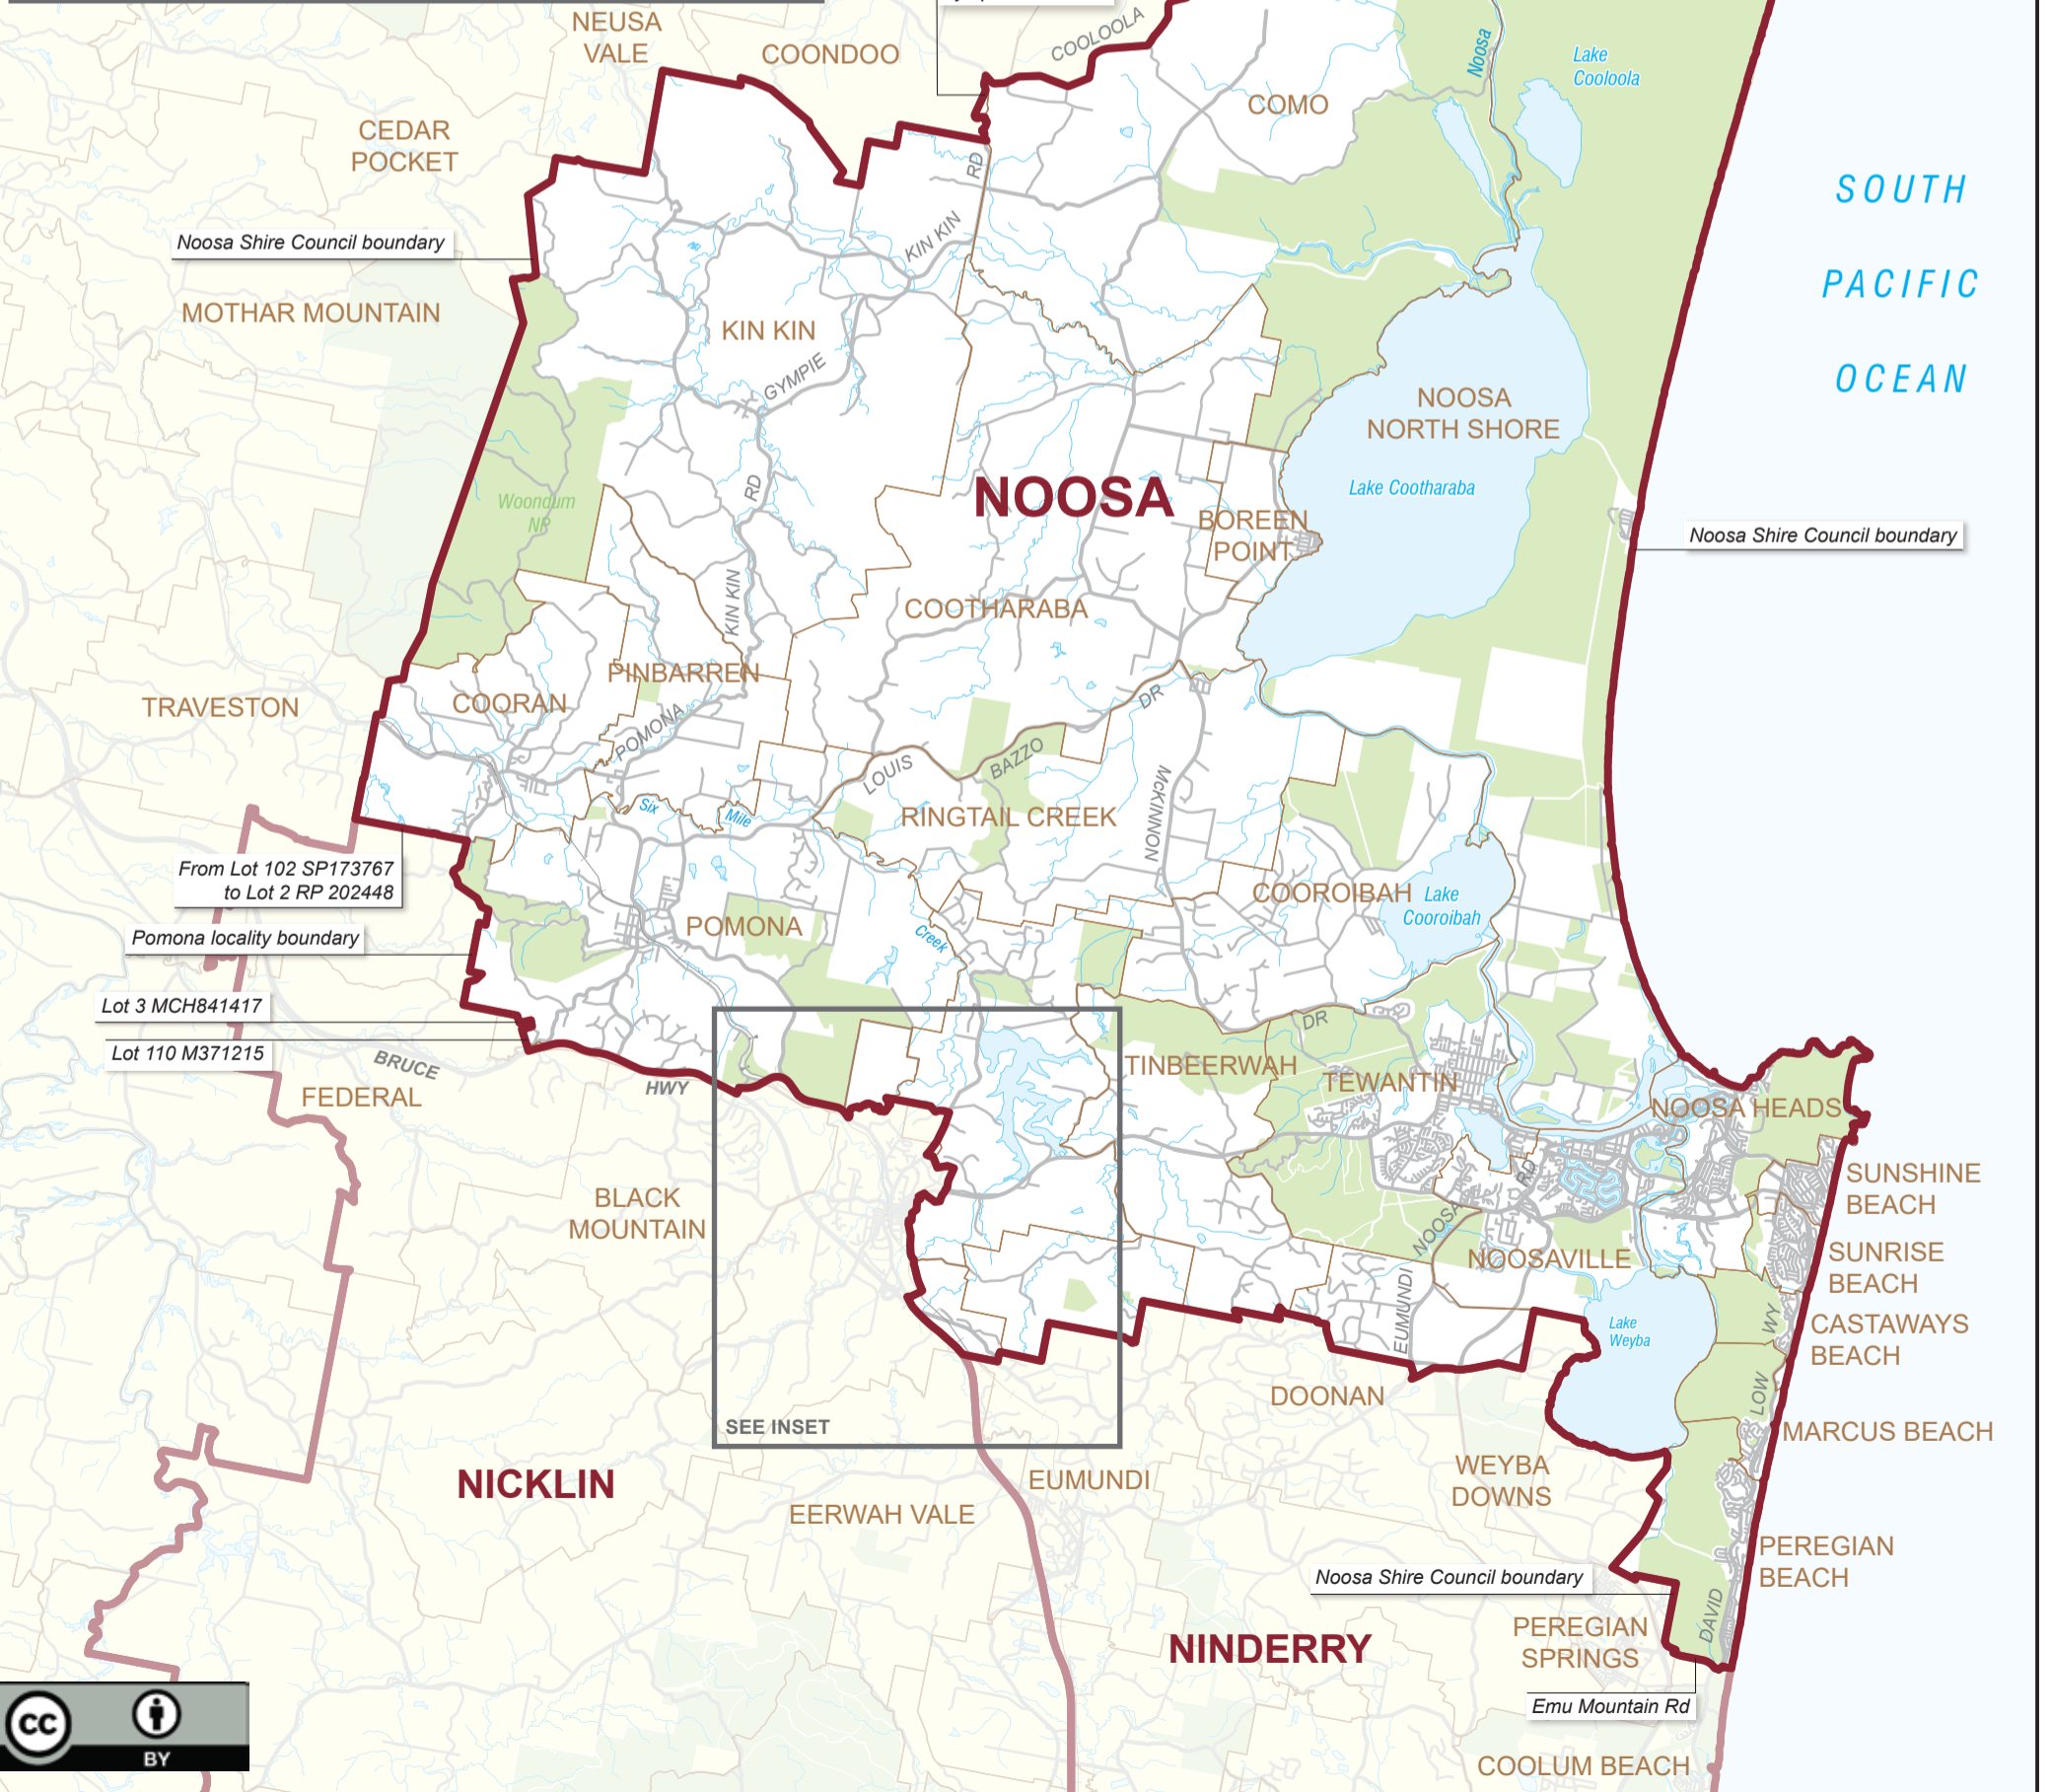 NEUSA
VALE
COONDOO
COOLOOLA
Noosa
Lake
Cooloola
COMO
CEDAR
POCKET
RD
SOUTH
PACIFIC
OCEAN
Noosa Shire Council boundary
KIN KIN
MOTHAR MOUNTAIN
KIN KIN
GYMPIE
NOOSA
NORTH SHORE
Lake Cootharaba
Woondum
NP
RD
NOOSA
BOREEN
POINT
Noosa Shire Council boundary
KIN KIN
COOTHARABA
PINBARREN
COORAN
TRAVESTON
POMONA
DR
LOUIS
BAZZO
Six
Mile
RINGTAIL CREEK
McKINNON
From Lot 102 SP173767
to Lot 2 RP 202448
COOROIBAH
Lake
Cooroibah
POMONA
Creek
Pomona locality boundary
Lot 3 MCH841417
DR
Lot 110 M371215
BRUCE
HWY
FEDERAL
TINBEERWAH
TEWANTIN
NOOSA HEADS
SUNSHINE
BEACH
BLACK
MOUNTAIN
RD
NOOSA
NOOSAVILLE
SUNRISE
BEACH
EUMUNDI
Lake
Weyba
WY
CASTAWAYS
BEACH
DOONAN
LOW
SEE INSET
MARCUS BEACH
NICKLIN
EUMUNDI
WEYBA
DOWNS
EERWAH VALE
PEREGIAN
BEACH
Noosa Shire Council boundary
DAVID
PEREGIAN
SPRINGS
NINDERRY
Emu Mountain Rd
cc
BY
COOLUM BEACH